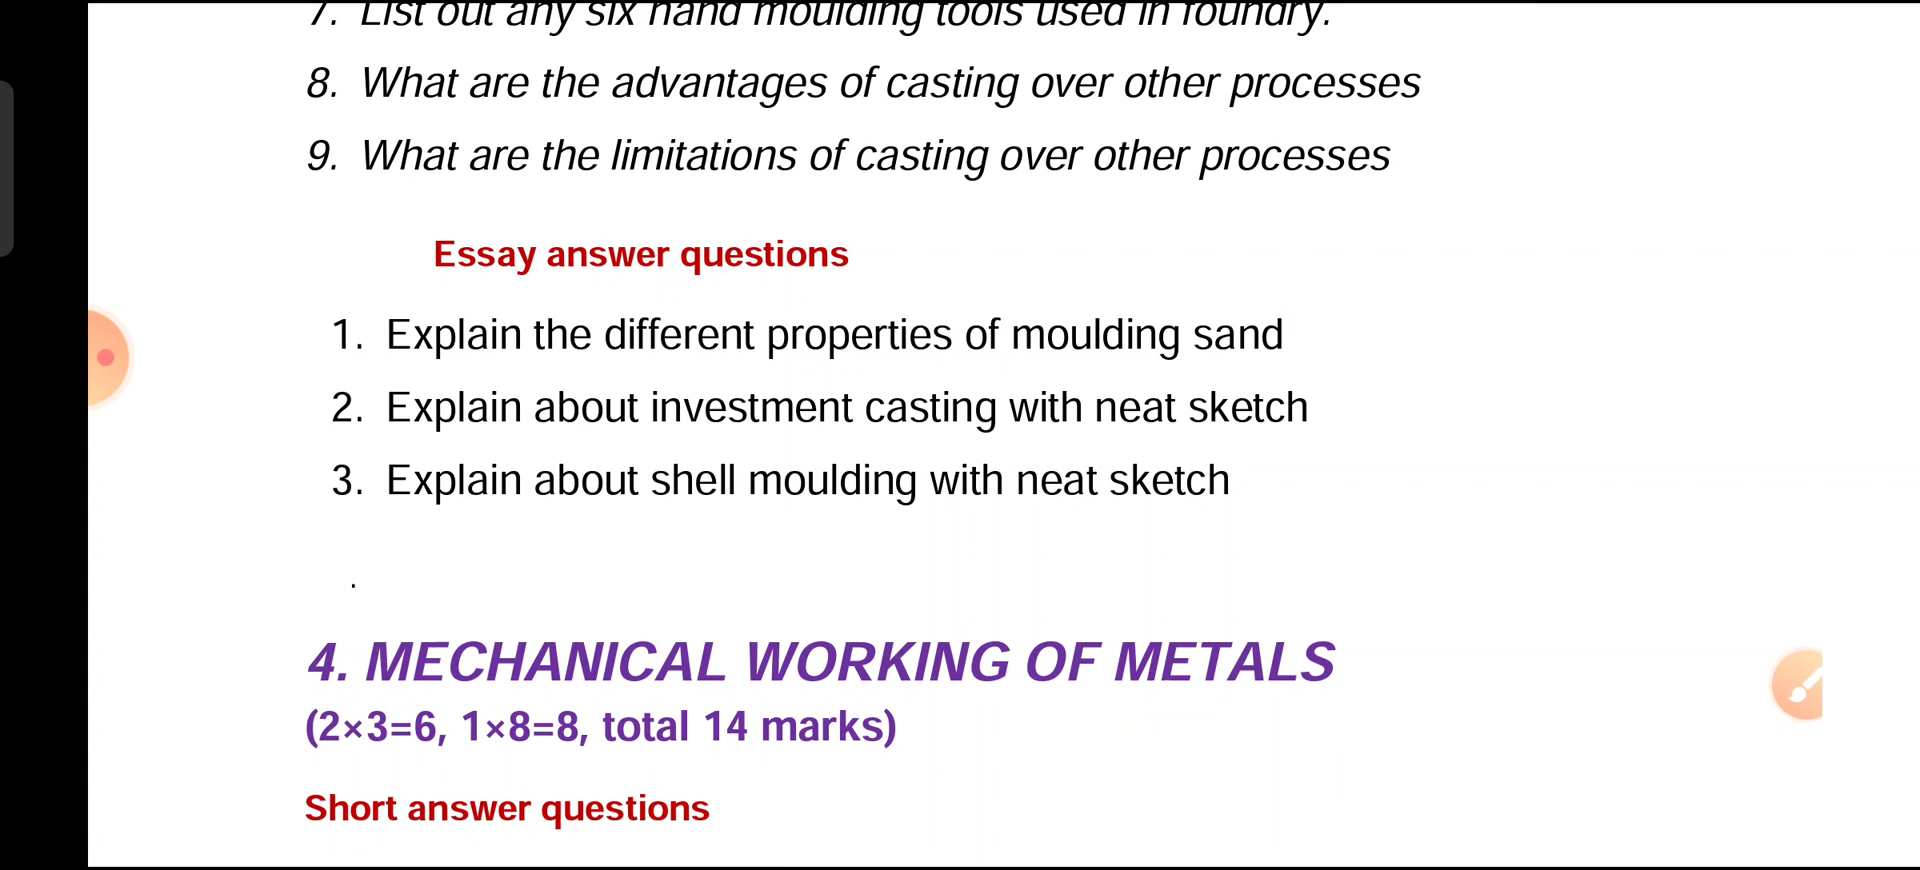 7. List out any six hand moulding tools used in foundry.
8. What are the advantages of casting over other processes
9. What are the limitations of casting over other processes
Essay answer questions
1. Explain the different properties of moulding sand
2. Explain about investment casting with neat sketch
3. Explain about shell moulding with neat sketch
.
4. MECHANICAL WORKING OF METALS
(2×3=6, 1×8=8, total 14 marks)
Short answer questions